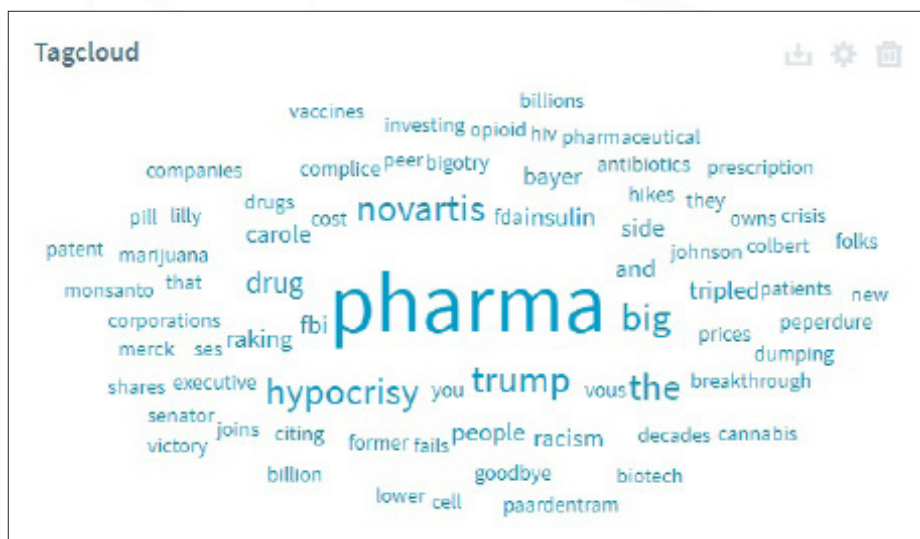 Tagcloud
billions
vaccines
investing opioid hiv pharmaceutical
companies complice peer bigotry bayer antibiotics prescription
pill lilly drugs cost novartis fda insulin side hikes they owns crisis
patent marijuana carole and johnson colbert folks
monsanto that drug pharma big tripled patients new
corporations fbi prices peperdure
merck ses raking dumping
shares executive hypocrisy you trump vous the breakthrough
senator joins citing former fails people racism decades cannabis
victory
billion goodbye biotech
lower cell paardentram